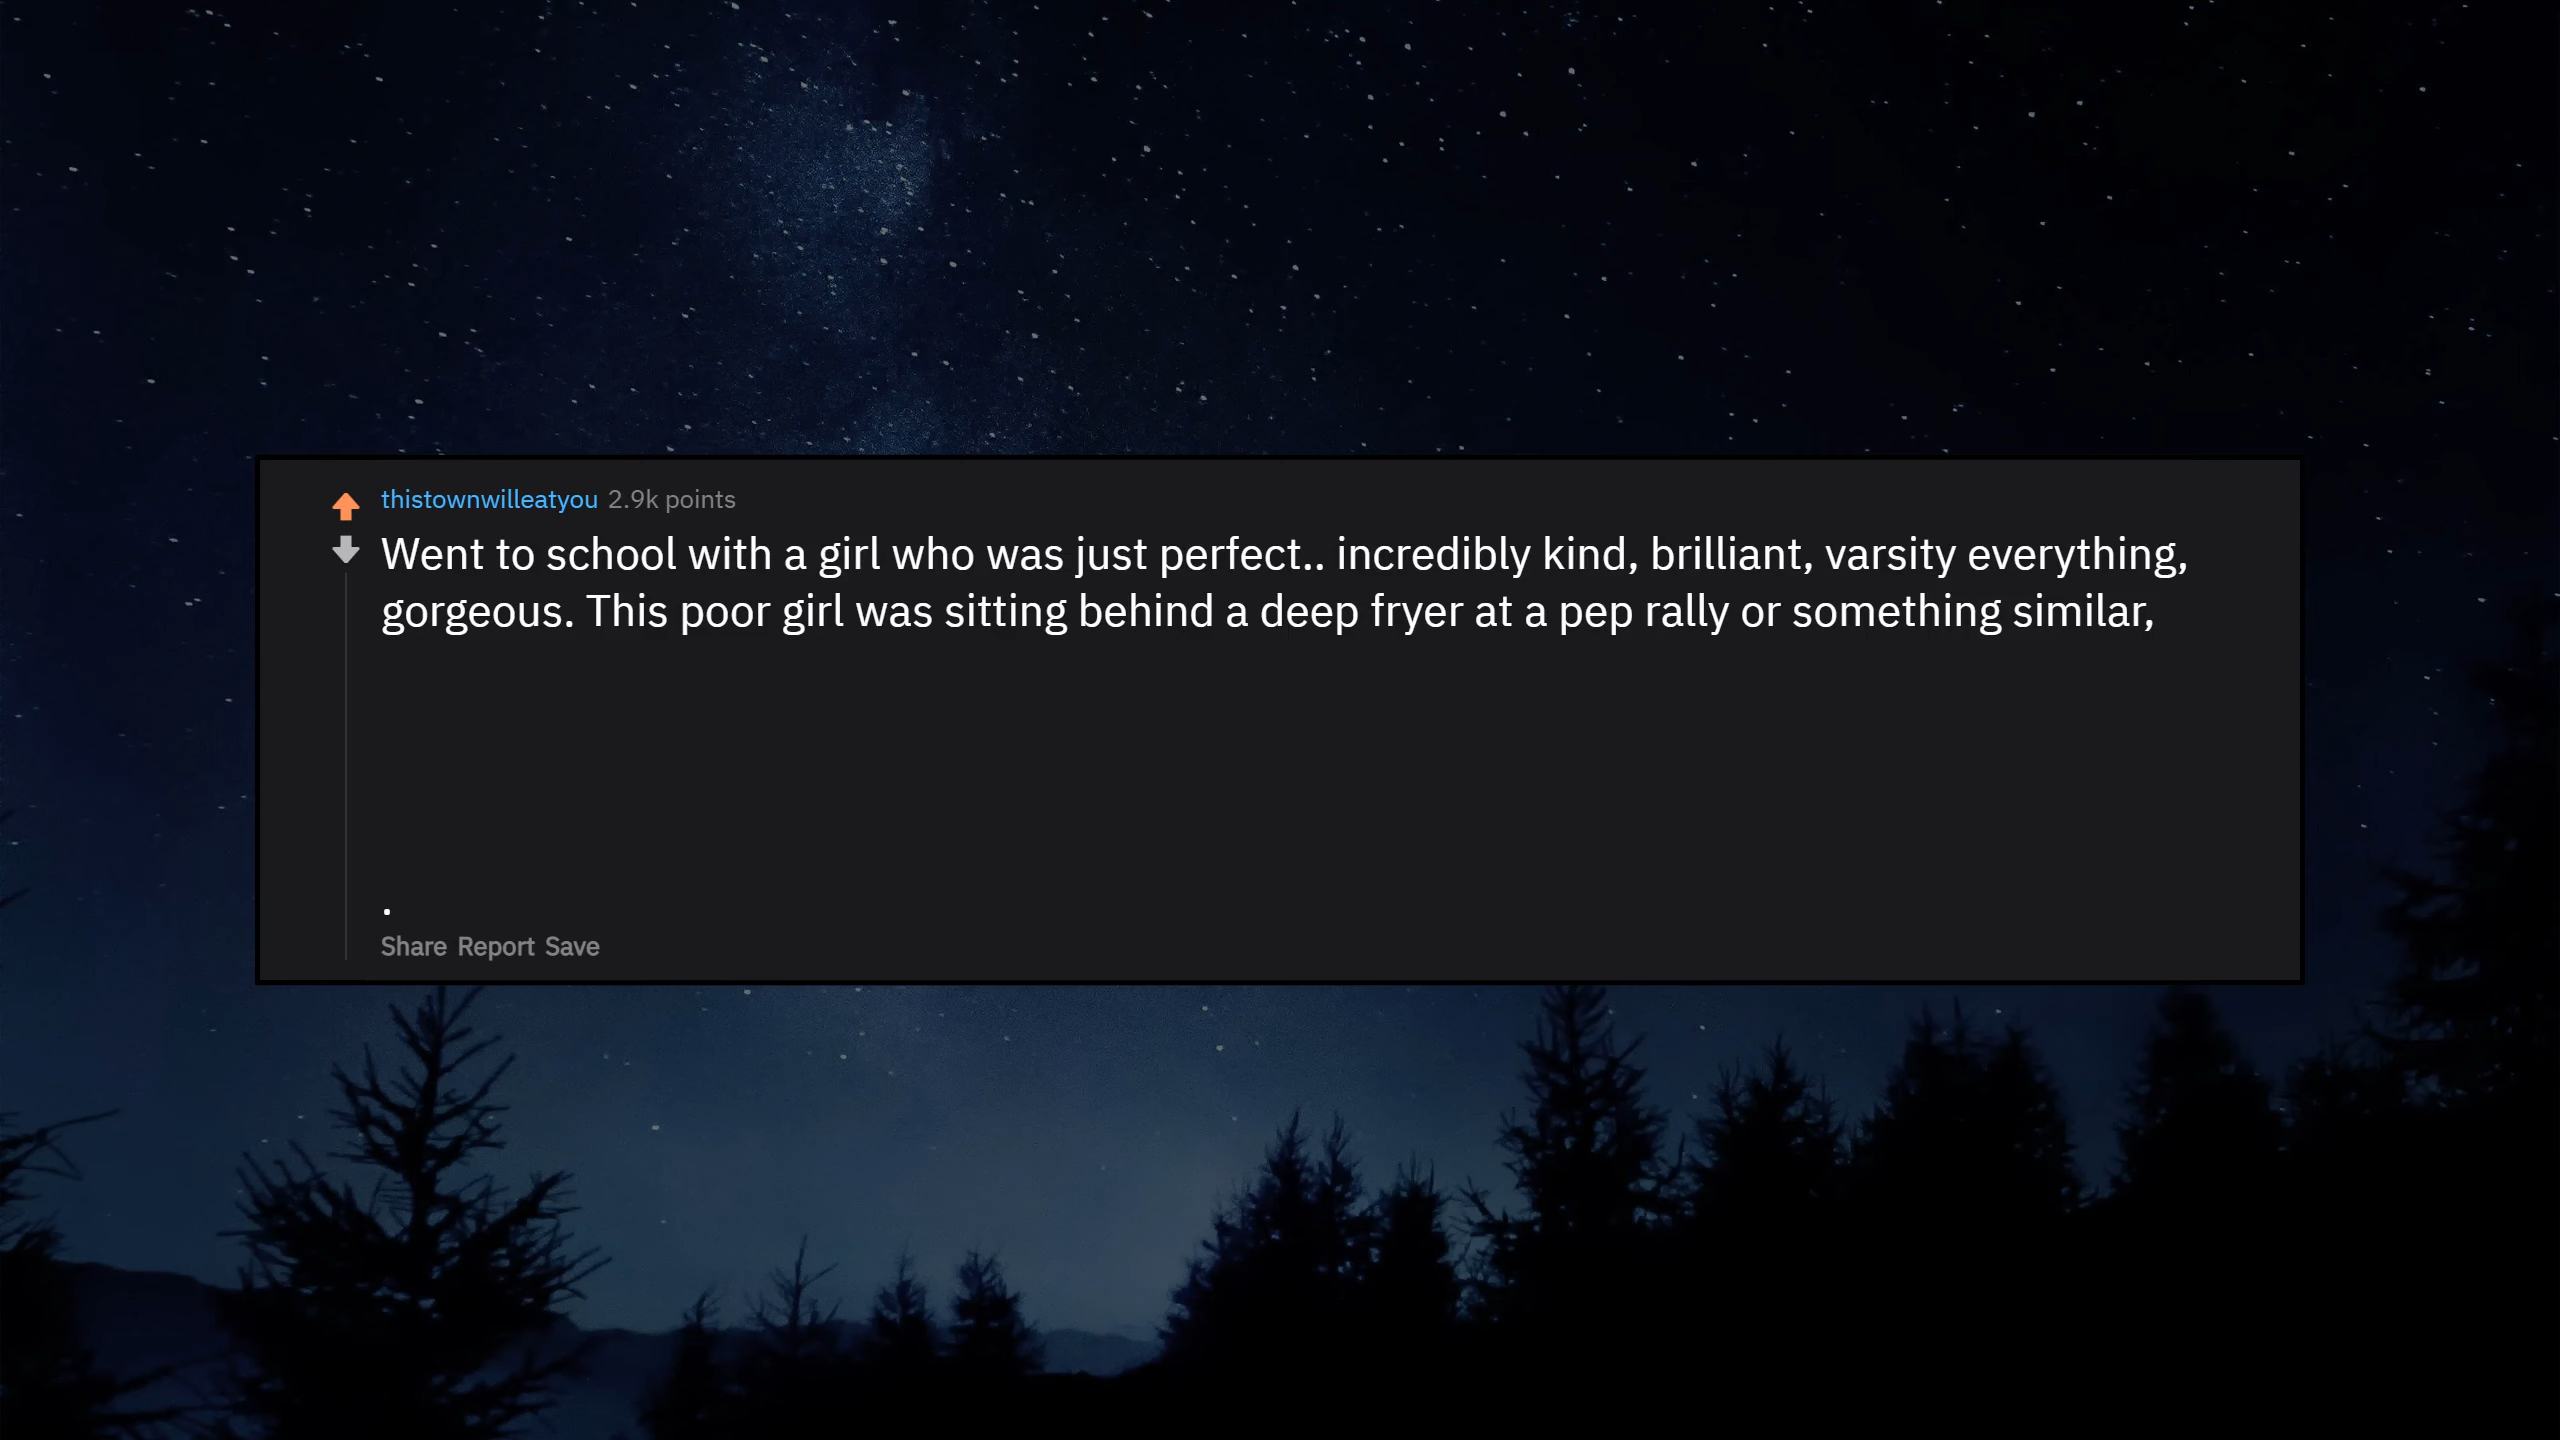 thistownwilleatyou 2.9k points
Went to school with a girl who was just perfect.. incredibly kind, brilliant, varsity everything,
gorgeous. This poor girl was sitting behind a deep fryer at a pep rally or something similar,
.
Share Report Save